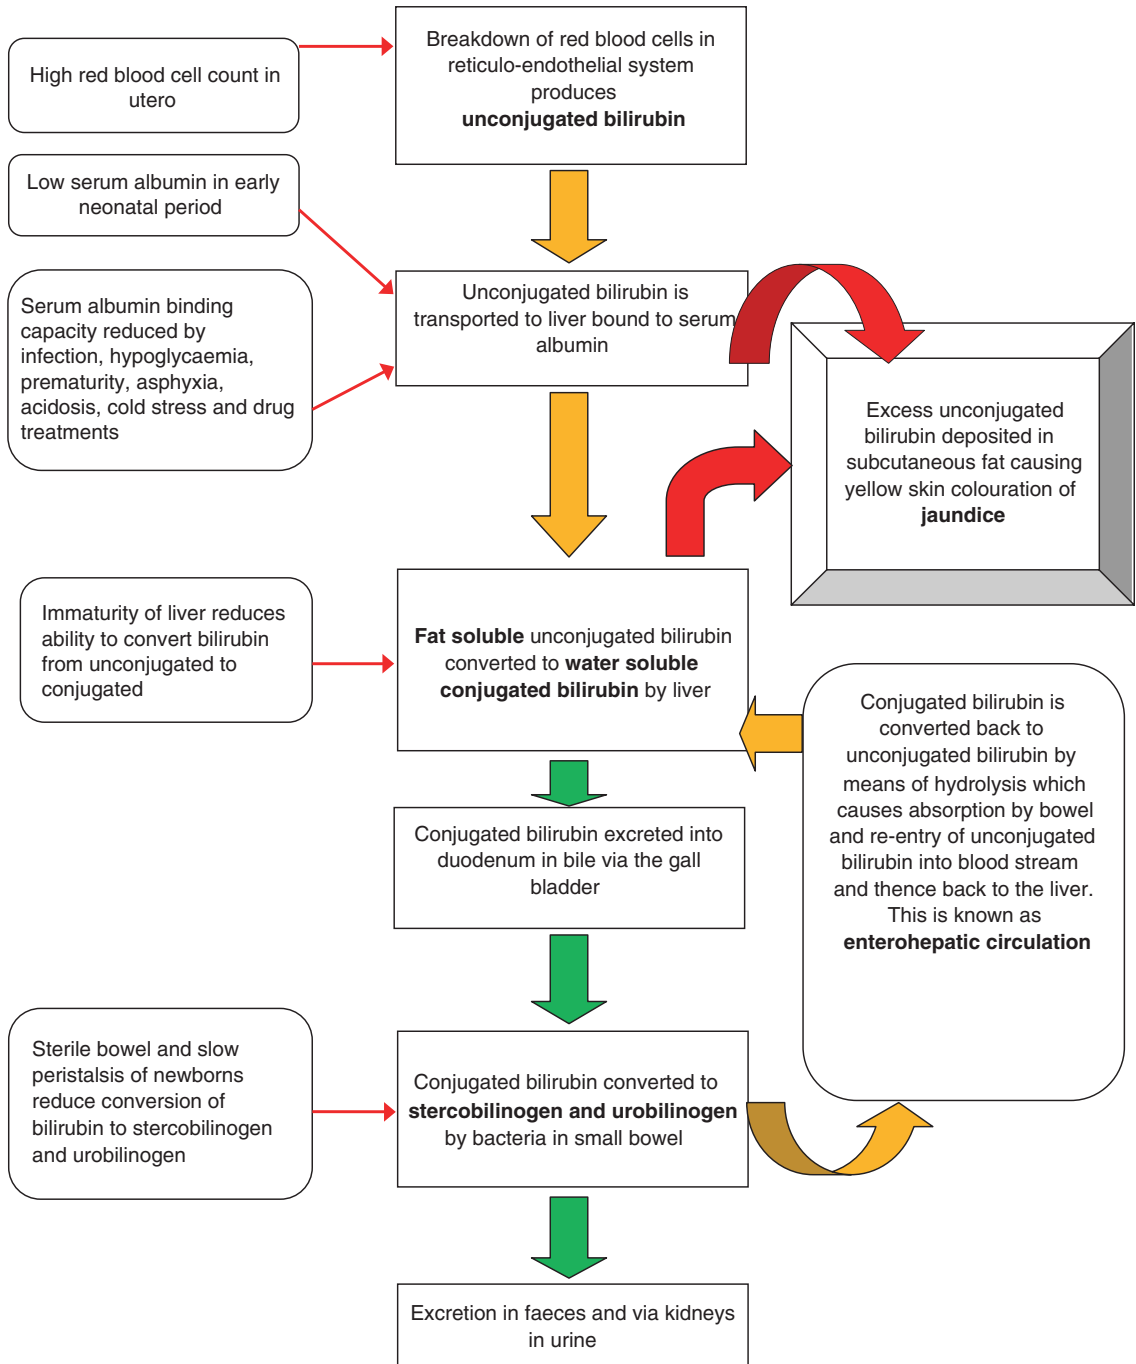 High red blood cell count in
utero
Breakdown of red blood cells in
reticulo-endothelial system
produces
unconjugated bilirubin
Low serum albumin in early
neonatal period
Serum albumin binding
capacity reduced by
infection, hypoglycaemia,
prematurity, asphyxia,
acidosis, cold stress and drug
treatments
Unconjugated bilirubin is
transported to liver bound to serum
albumin
Excess unconjugated
bilirubin deposited in
subcutaneous fat causing
yellow skin colouration of
jaundice
Immaturity of liver reduces
ability to convert bilirubin
from unconjugated to
conjugated
Fat soluble unconjugated bilirubin
converted to water soluble
conjugated bilirubin by liver
Conjugated bilirubin is
converted back to
unconjugated bilirubin by
means of hydrolysis which
causes absorption by bowel
and re-entry of unconjugated
bilirubin into blood stream
and thence back to the liver.
This is known as
enterohepatic circulation
Conjugated bilirubin excreted into
duodenum in bile via the gall
bladder
Sterile bowel and slow
peristalsis of newborns
reduce conversion of
bilirubin to stercobilinogen
and urobilinogen
Conjugated bilirubin converted to
stercobilinogen and urobilinogen
by bacteria in small bowel
Excretion in faeces and via kidneys
in urine